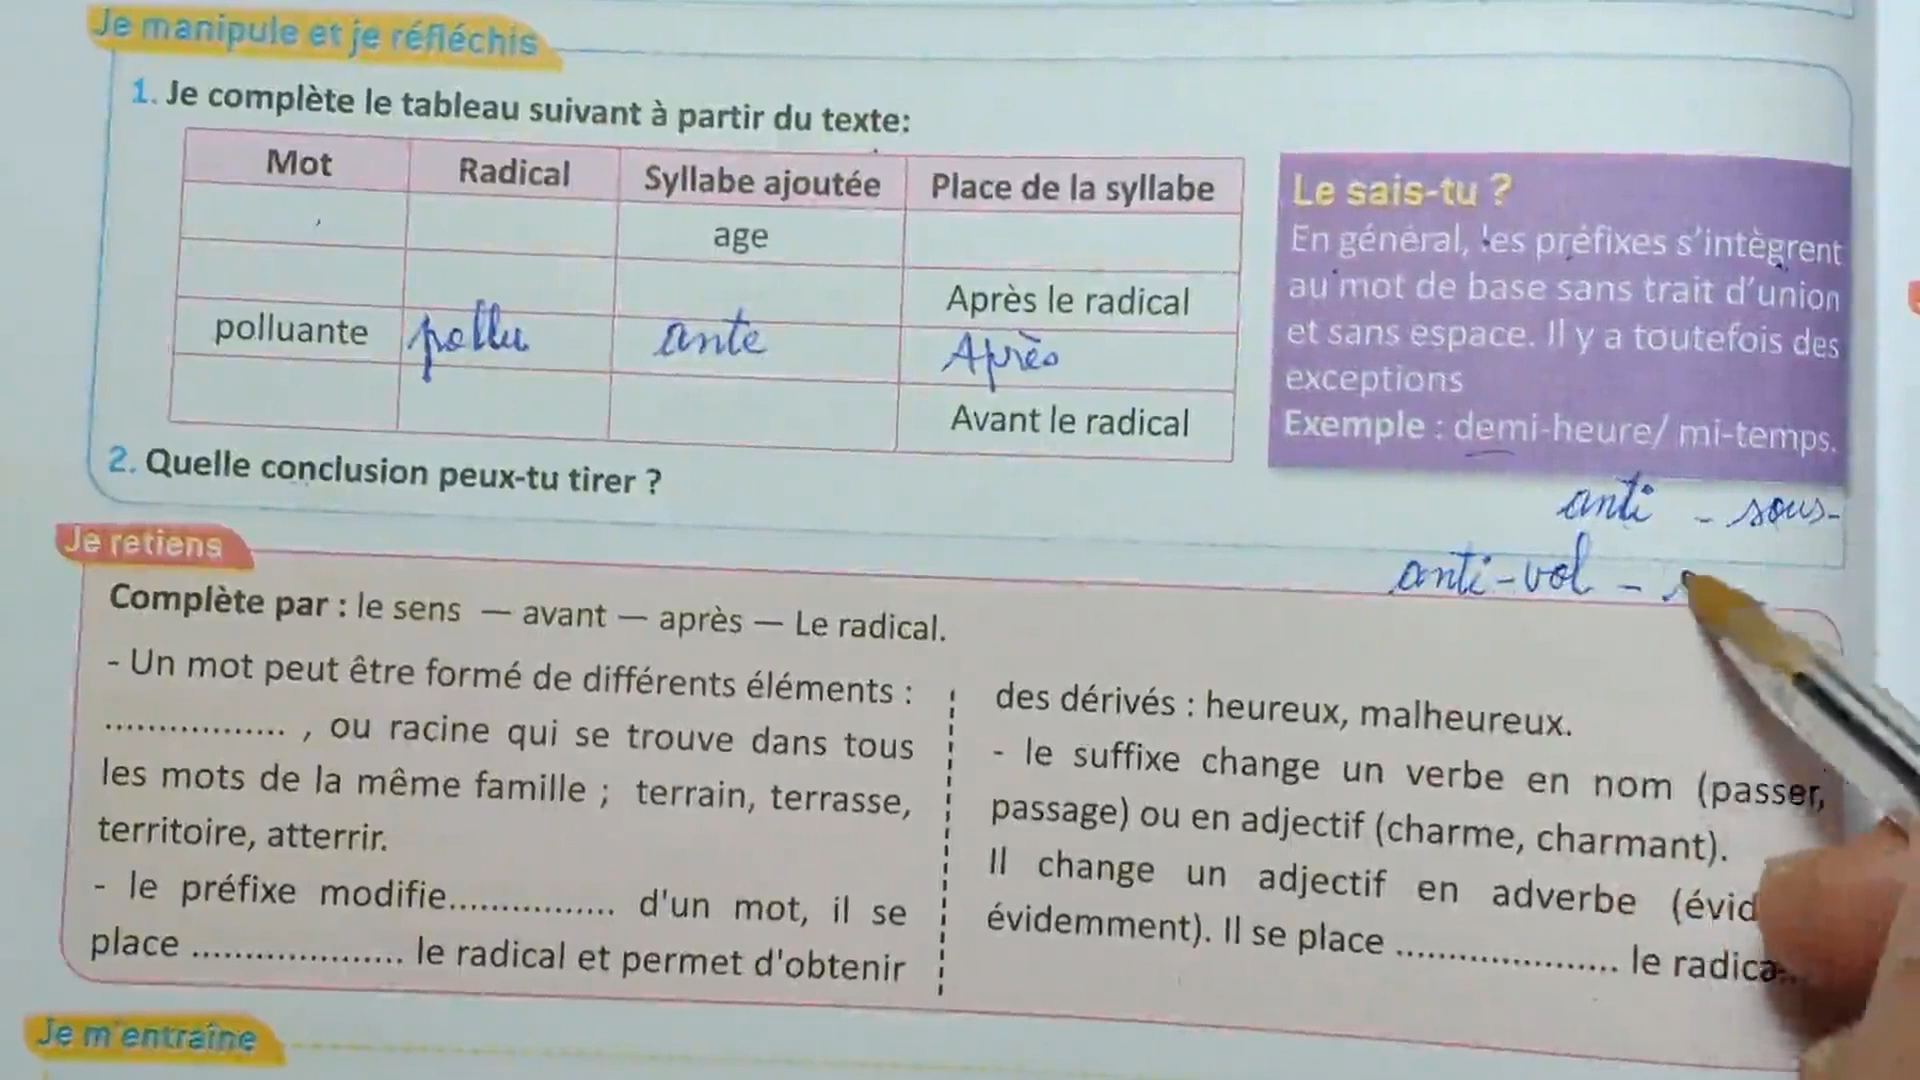 Je manipule et je réfléchis
1. Je complète le tableau suivant à partir du texte:
Mot Radical Syllabe ajoutée Place de la syllabe
age
Après le radical
polluante pollu ante Après
Avant le radical
2. Quelle conclusion peux-tu tirer ?
Le sais-tu ?
En général, les préfixes s'intègrent
au mot de base sans trait d'union
et sans espace. Il y a toutefois des
exceptions
Exemple : demi-heure/ mi-temps.
anti - sous-
anti-vol -
Je retiens
Complète par : le sens — avant — après — Le radical.
- Un mot peut être formé de différents éléments :
.................. , ou racine qui se trouve dans tous
les mots de la même famille ; terrain, terrasse,
territoire, atterrir.
- le préfixe modifie................ d'un mot, il se
place .................... le radical et permet d'obtenir
des dérivés : heureux, malheureux.
- le suffixe change un verbe en nom (passer,
passage) ou en adjectif (charme, charmant).
Il change un adjectif en adverbe (évid
évidemment). Il se place ..................... le radica
Je m'entraîne